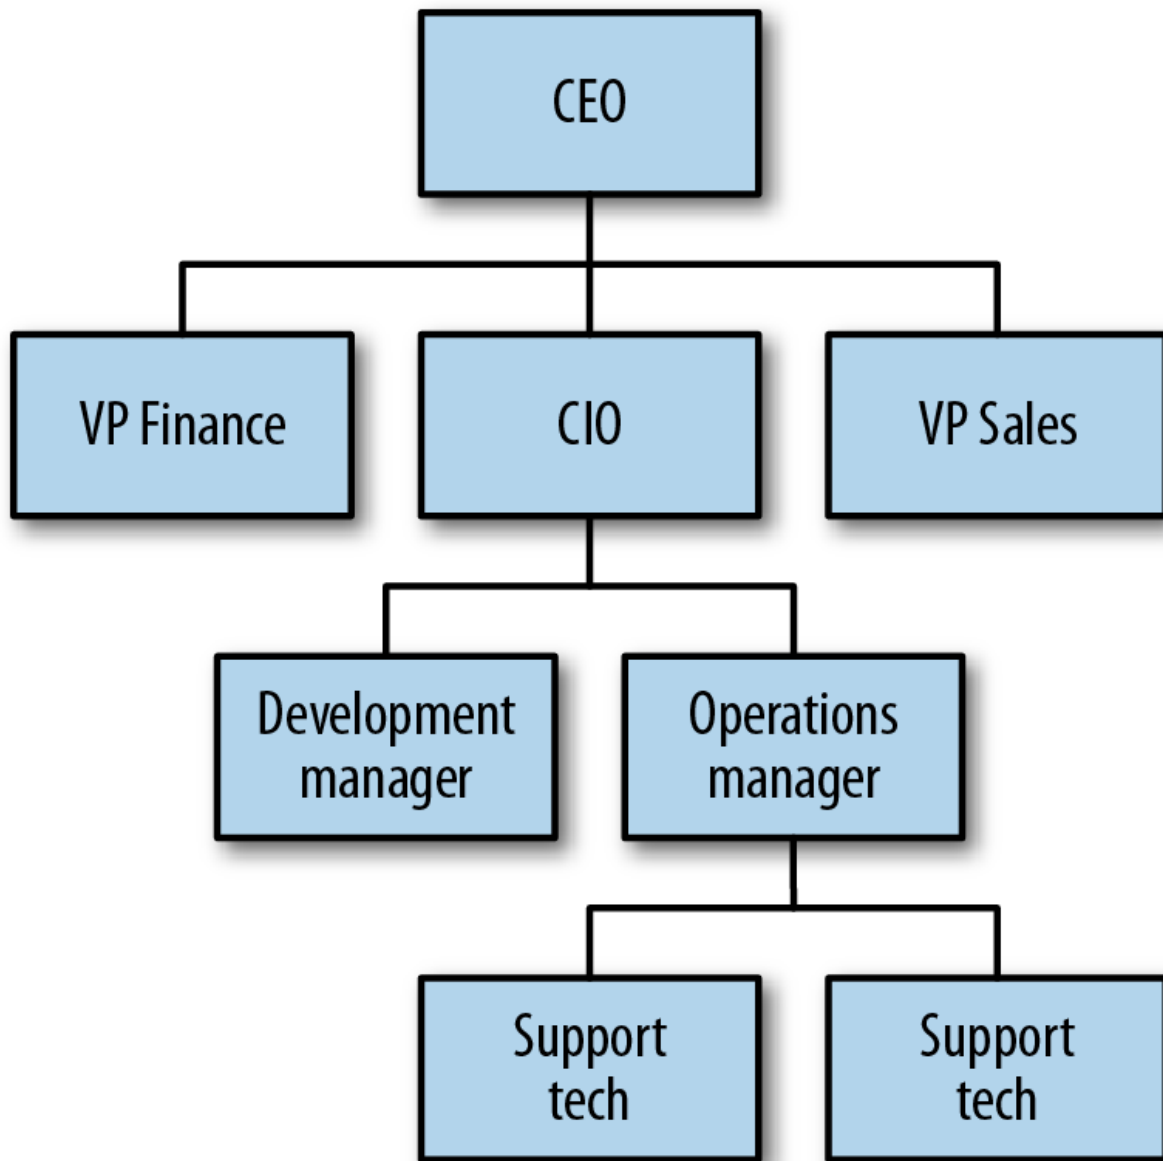 CEO
VP Finance
CIO
VP Sales
Development
manager
Operations
manager
Support
tech
Support
tech